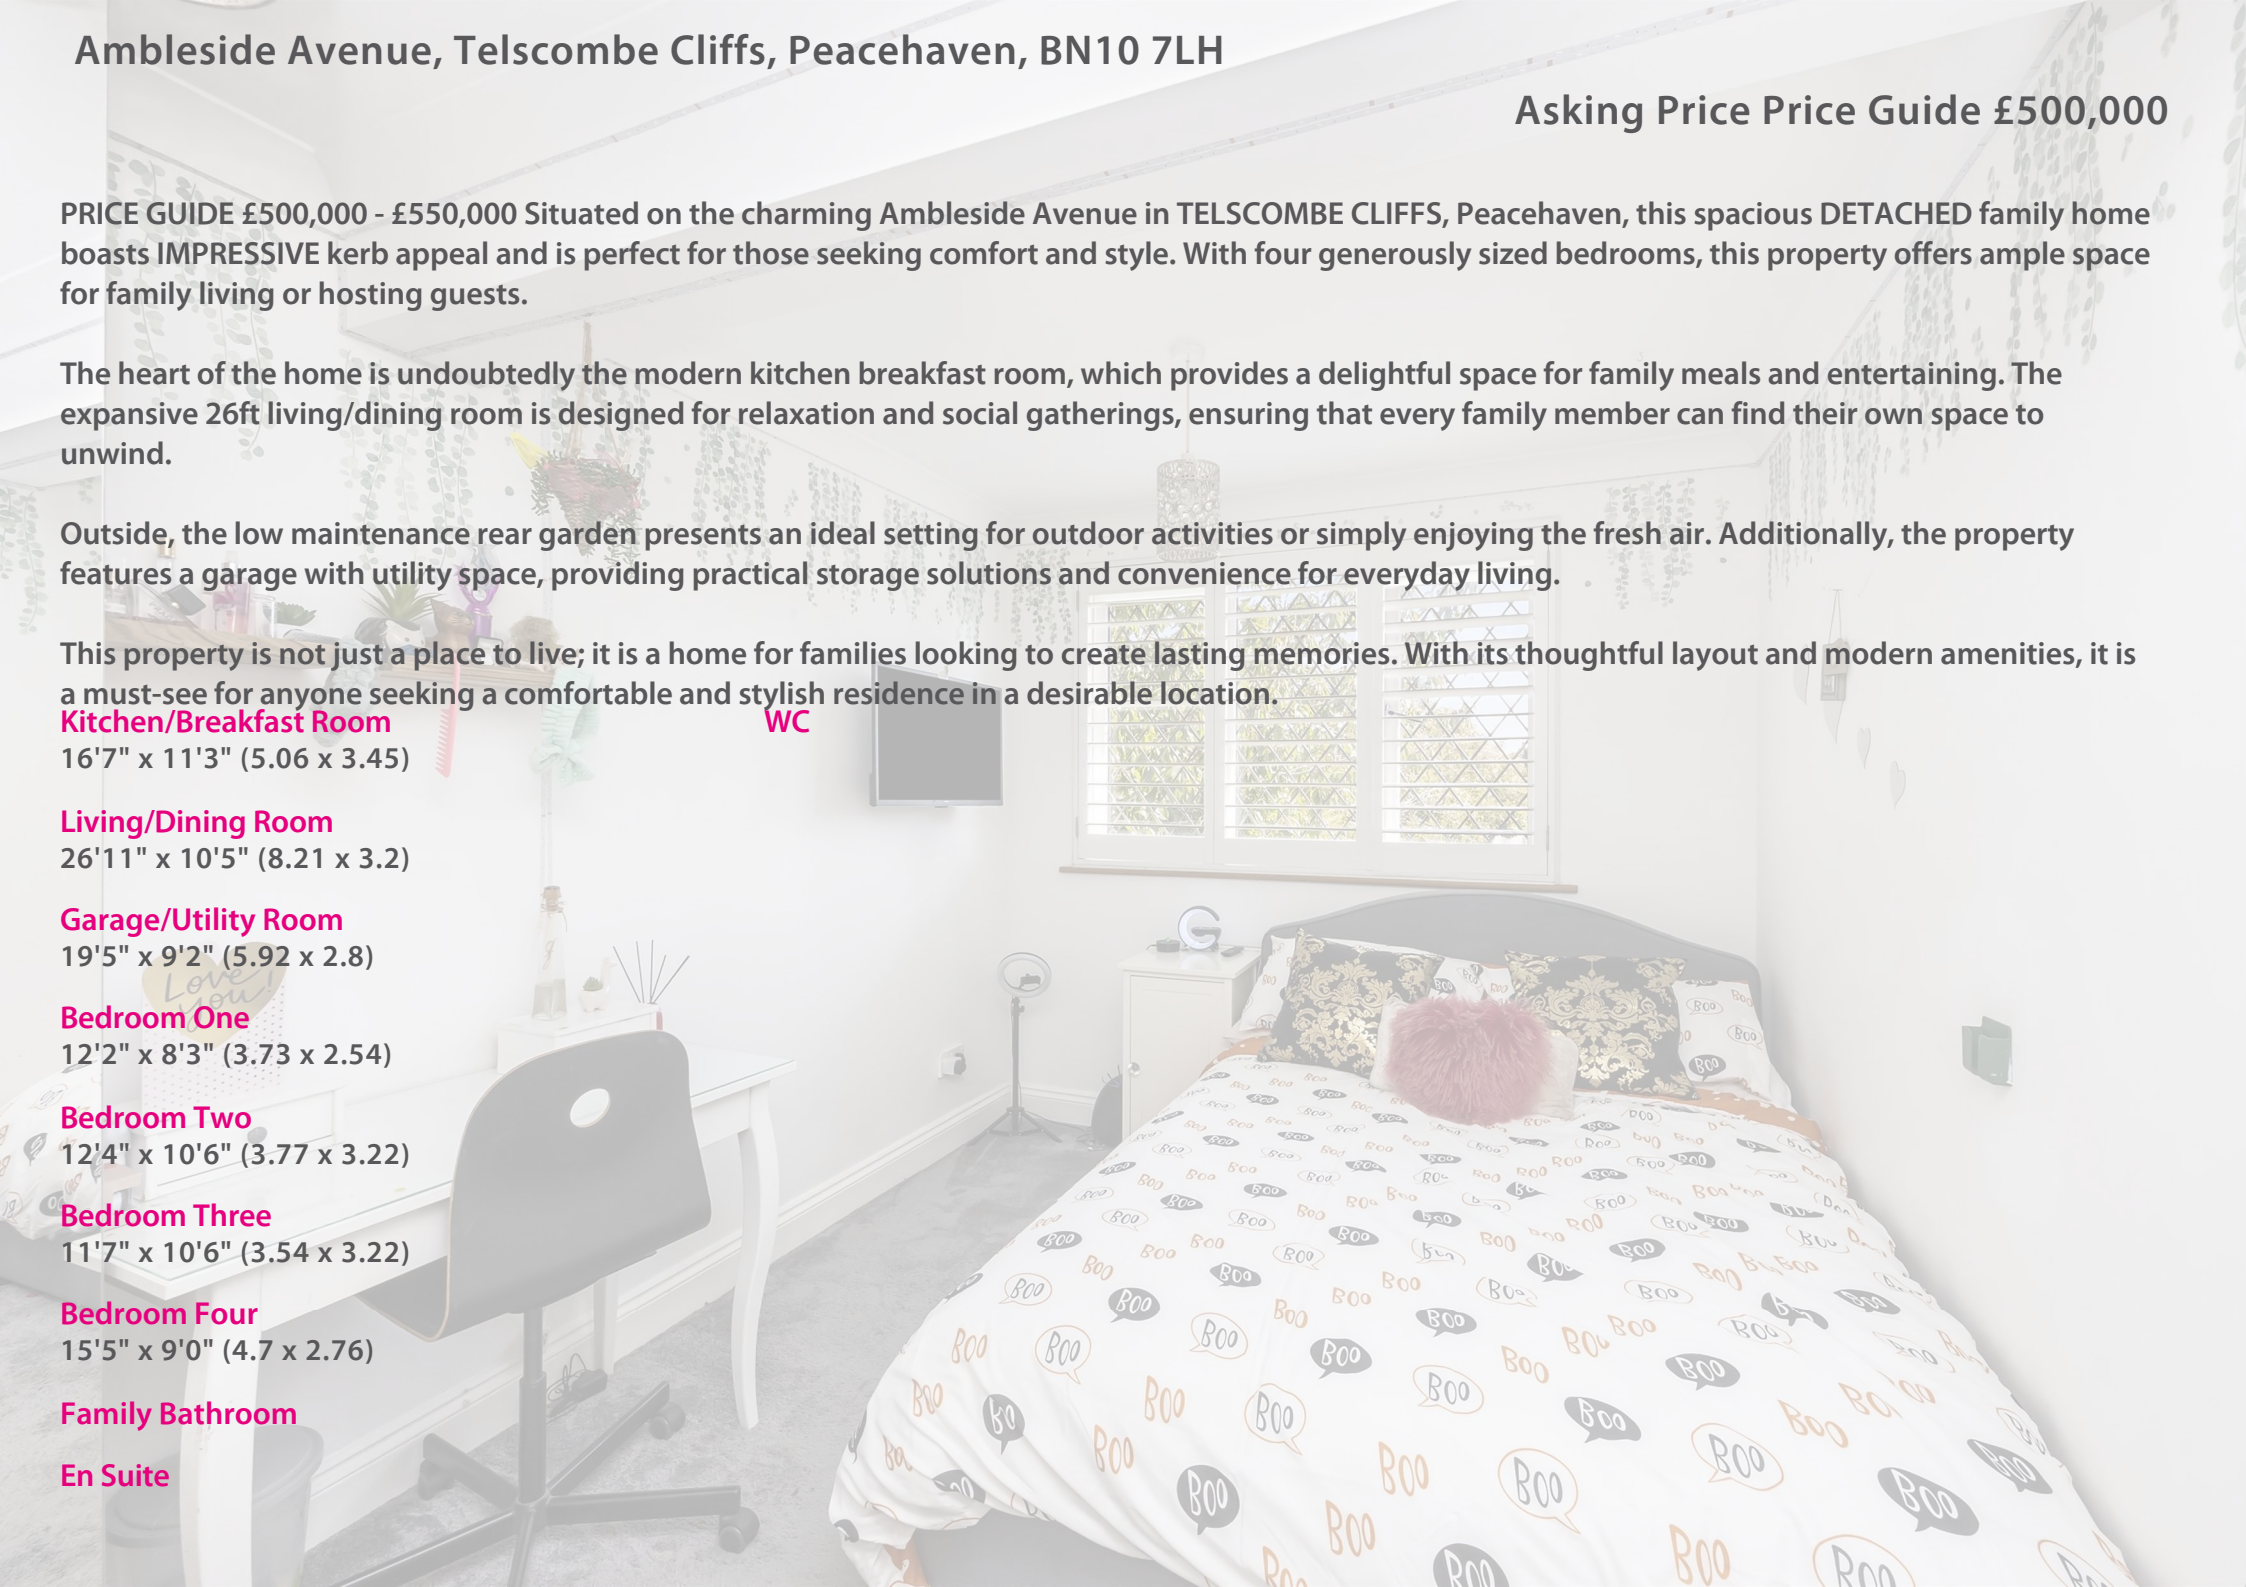 Ambleside Avenue, Telscombe Cliffs, Peacehaven, BN10 7LH
Asking Price Price Guide £500,000
PRICE GUIDE £500,000 - £550,000 Situated on the charming Ambleside Avenue in TELSCOMBE CLIFFS, Peacehaven, this spacious DETACHED family home
boasts IMPRESSIVE kerb appeal and is perfect for those seeking comfort and style. With four generously sized bedrooms, this property offers ample space
for family living or hosting guests.
The heart of the home is undoubtedly the modern kitchen breakfast room, which provides a delightful space for family meals and entertaining. The
expansive 26ft living/dining room is designed for relaxation and social gatherings, ensuring that every family member can find their own space to
unwind.
Outside, the low maintenance rear garden presents an ideal setting for outdoor activities or simply enjoying the fresh air. Additionally, the property
features a garage with utility space, providing practical storage solutions and convenience for everyday living.
This property is not just a place to live; it is a home for families looking to create lasting memories. With its thoughtful layout and modern amenities, it is
a must-see for anyone seeking a comfortable and stylish residence in a desirable location.
Kitchen/Breakfast Room
16'7" x 11'3" (5.06 x 3.45)
Living/Dining Room
26'11" x 10'5" (8.21 x 3.2)
Garage/Utility Room
19'5" x 9'2" (5.92 x 2.8)
Bedroom One
12'2" x 8'3" (3.73 x 2.54)
Bedroom Two
12'4" x 10'6" (3.77 x 3.22)
Bedroom Three
11'7" x 10'6" (3.54 x 3.22)
Bedroom Four
15'5" x 9'0" (4.7 x 2.76)
Family Bathroom
En Suite
WC
Love
You!